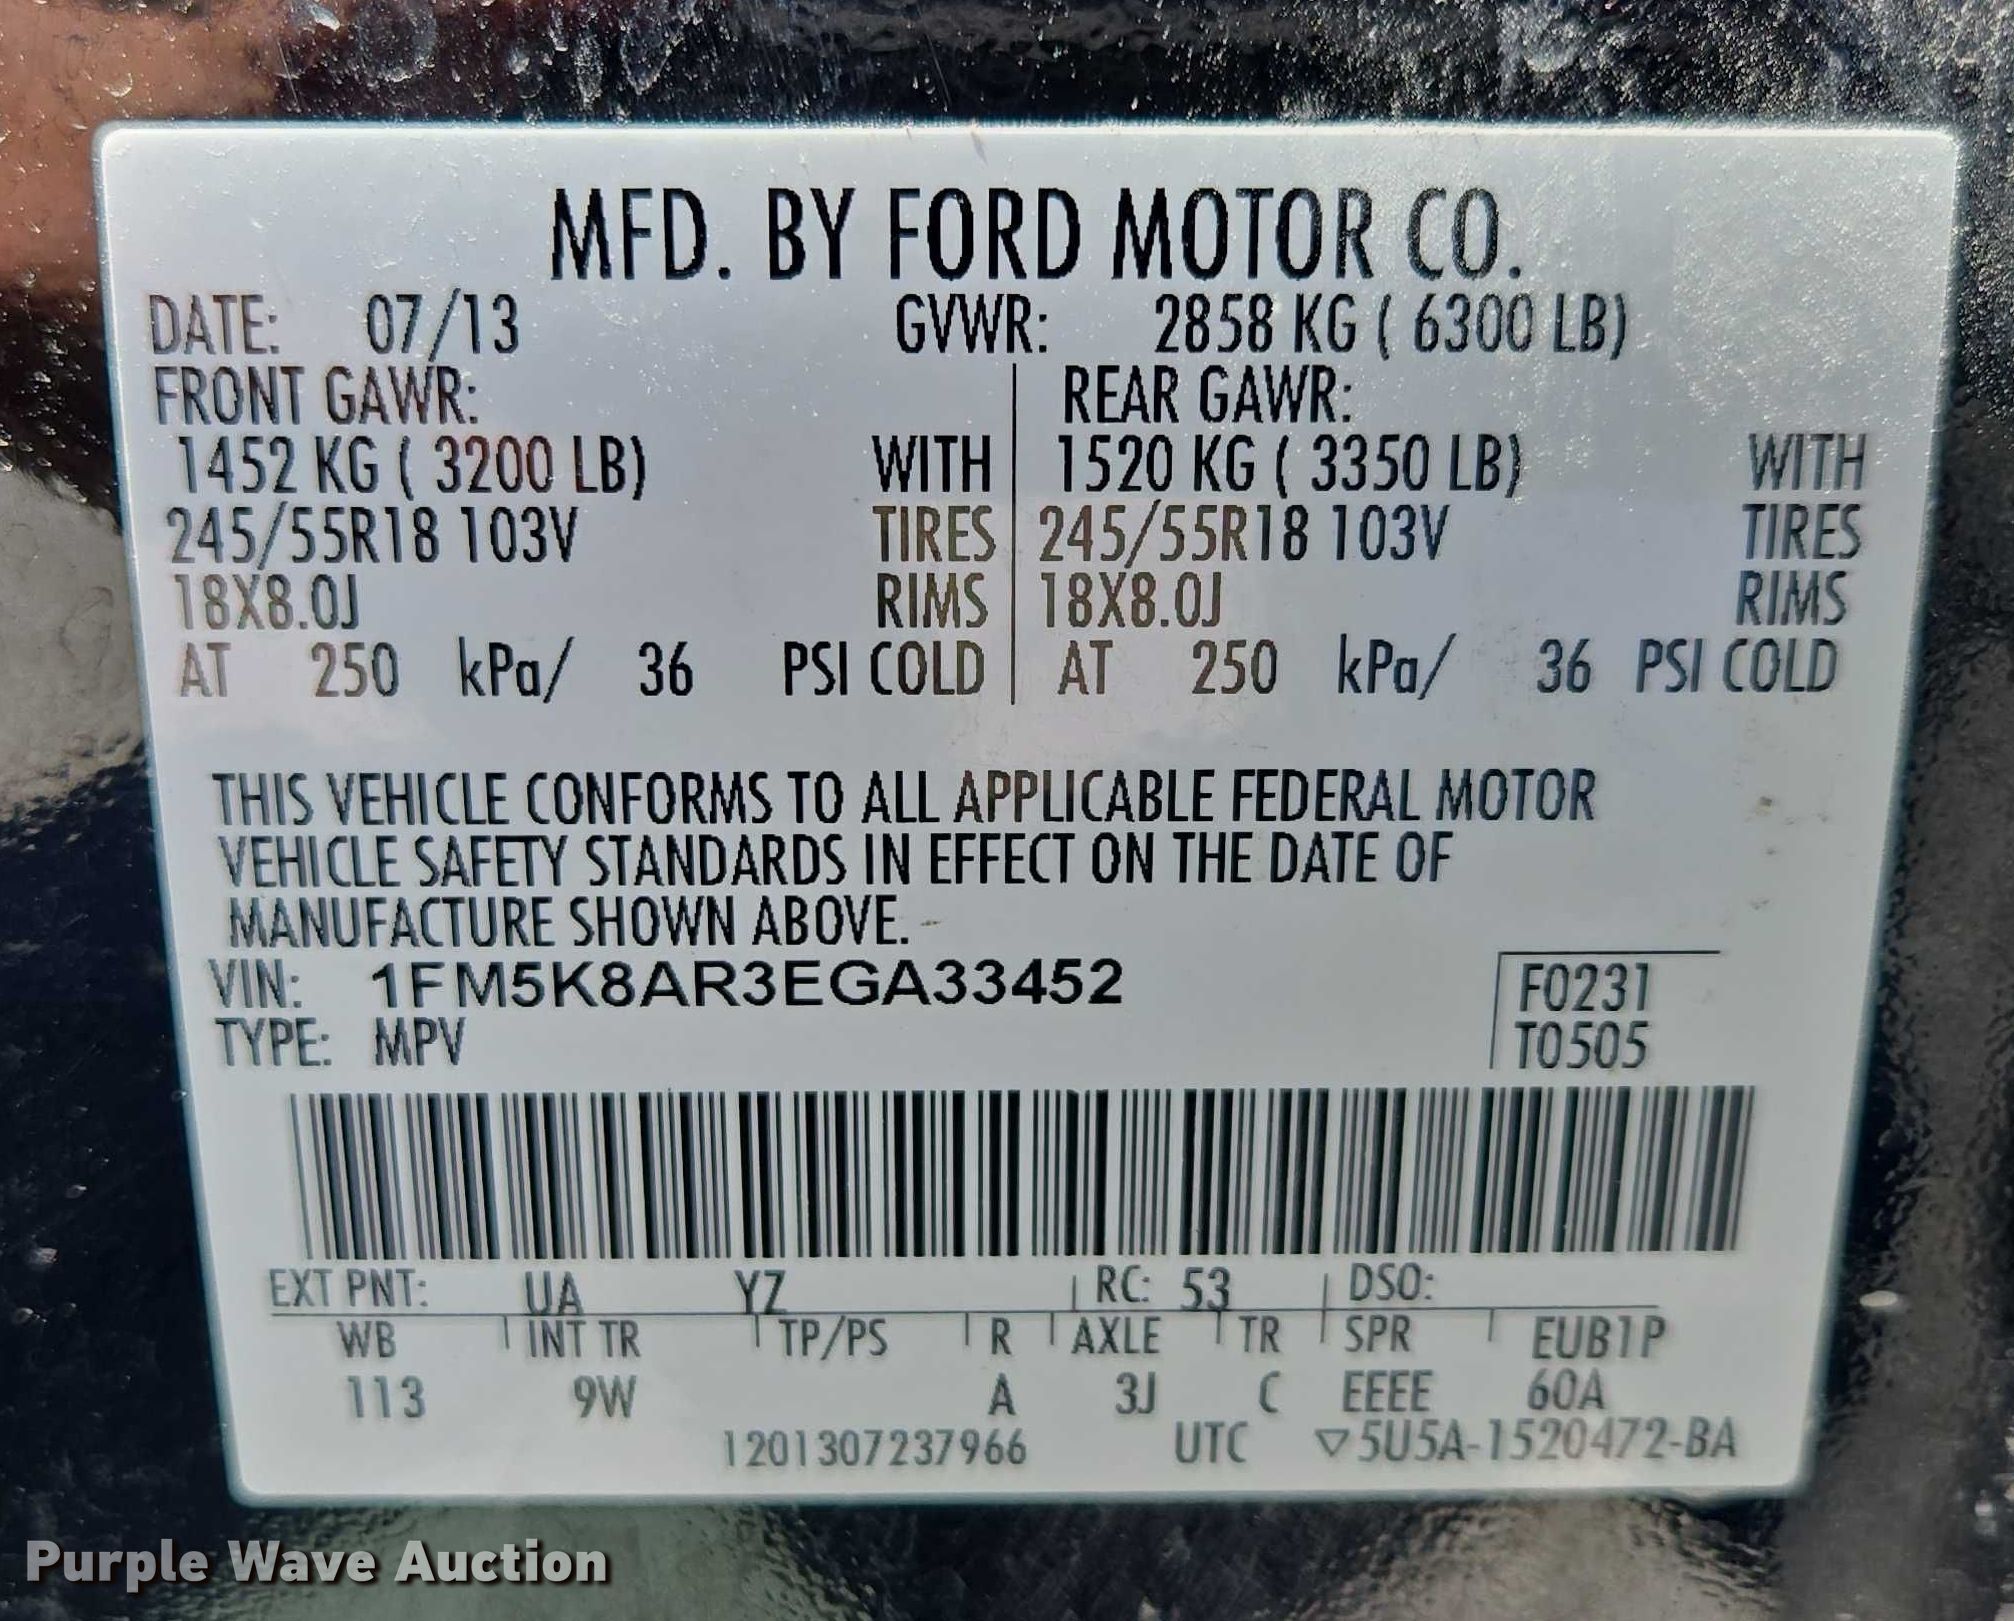 MFD. BY FORD MOTOR CO.
DATE: 07/13 GVWR: 2858 KG ( 6300 LB)
FRONT GAWR: REAR GAWR:
1452 KG ( 3200 LB) WITH 1520 KG ( 3350 LB) WITH
245/55R18 103V TIRES 245/55R18 103V TIRES
18X8.0J RIMS 18X8.0J RIMS
AT 250 kPa/ 36 PSI COLD AT 250 kPa/ 36 PSI COLD
THIS VEHICLE CONFORMS TO ALL APPLICABLE FEDERAL MOTOR
VEHICLE SAFETY STANDARDS IN EFFECT ON THE DATE OF
MANUFACTURE SHOWN ABOVE.
VIN: 1FM5K8AR3EGA33452 F0231
TYPE: MPV T0505
EXT PNT: UA YZ RC: 53 DSO:
WB INT TR TP/PS R AXLE TR SPR EUB1P
113 9W A 3J C EEEE 60A
1201307237966 UTC ▽5U5A-1520472-BA
Purple Wave Auction